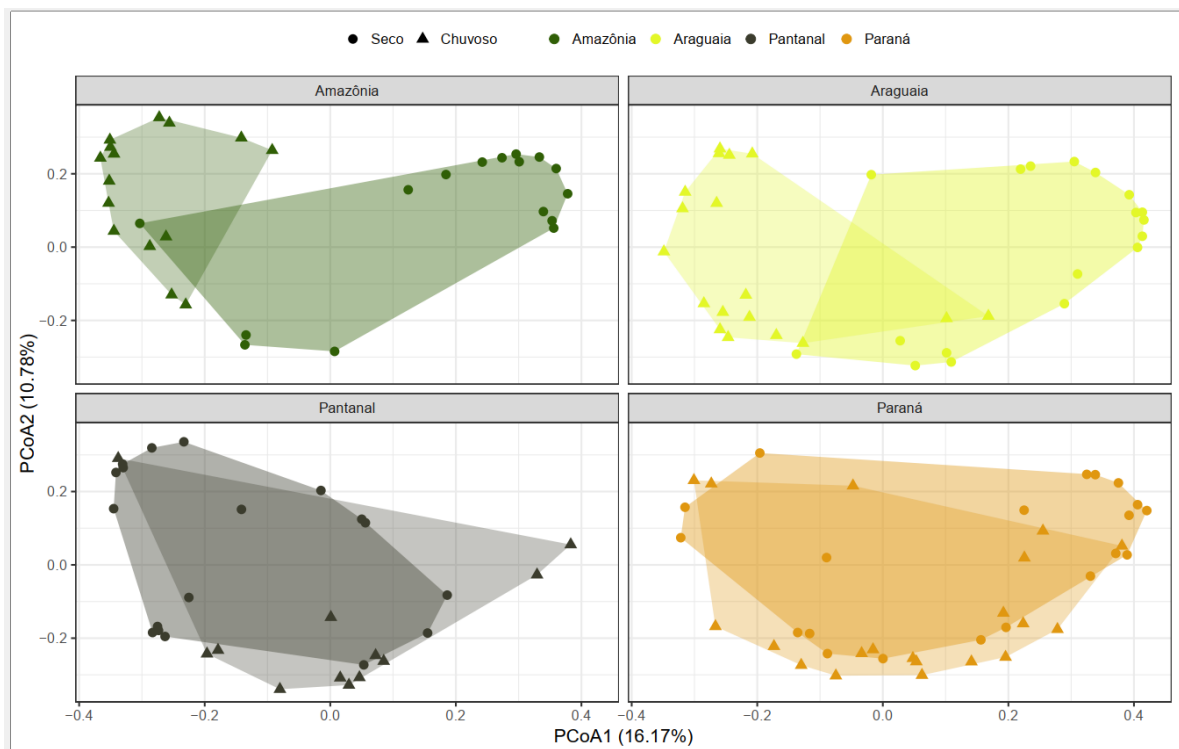 Seco Chuvoso Amazônia Araguaia Pantanal Paraná
Amazônia Araguaia
0.2
0.0
−0.2
Pantanal Paraná
0.2
0.0
−0.2
−0.4 −0.2 0.0 0.2 0.4 −0.4 −0.2 0.0 0.2 0.4
PCoA1 (16.17%)
PCoA2 (10.78%)